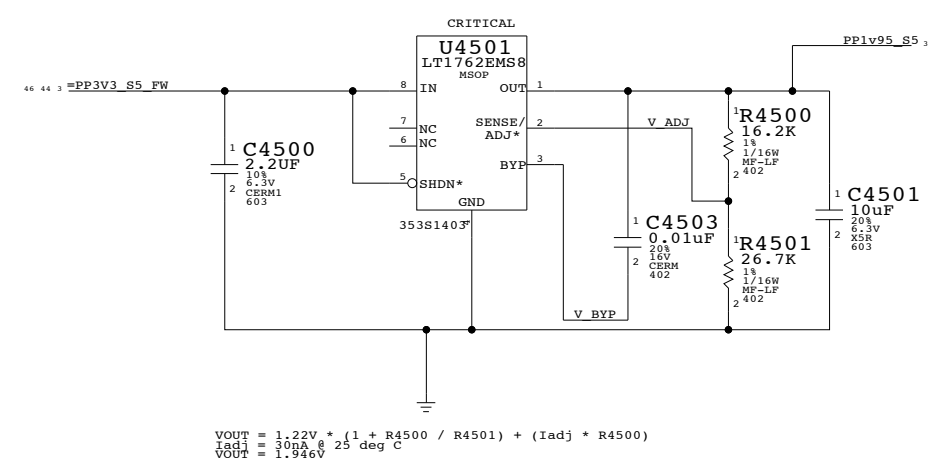 CRITICAL
U4501
LT1762EMS8
MSOP
PP1v95_S5 3
46 44 3 =PP3V3_S5_FW
8 IN
OUT 1
7 NC
6 NC
SENSE/
ADJ* 2
V_ADJ
BYP 3
5 SHDN*
GND
4
353S1403
1 C4500
2.2UF
10%
2 6.3V
CERM1
603
1 R4500
16.2K
1%
1/16W
MF-LF
2 402
1 C4501
10uF
20%
2 6.3V
X5R
603
1 C4503
0.01uF
20%
2 16V
CERM
402
1 R4501
26.7K
1%
1/16W
MF-LF
2 402
V_BYP
VOUT = 1.22V * (1 + R4500 / R4501) + (Iadj * R4500)
Iadj = 30nA @ 25 deg C
VOUT = 1.946V